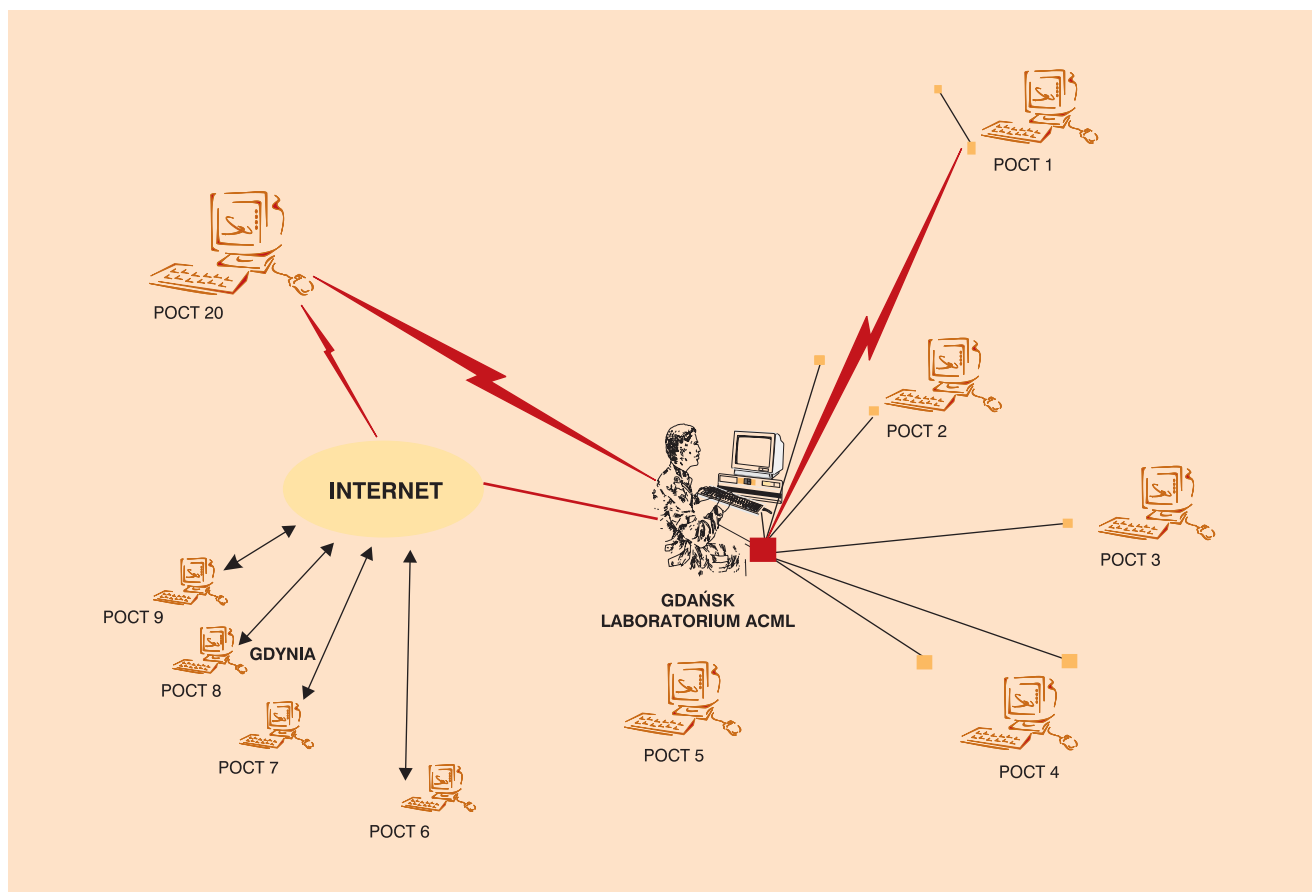 POCT 1
POCT 20
POCT 2
INTERNET
POCT 3
GDAŃSK
LABORATORIUM ACML
POCT 9
GDYNIA
POCT 8
POCT 5
POCT 7
POCT 4
POCT 6